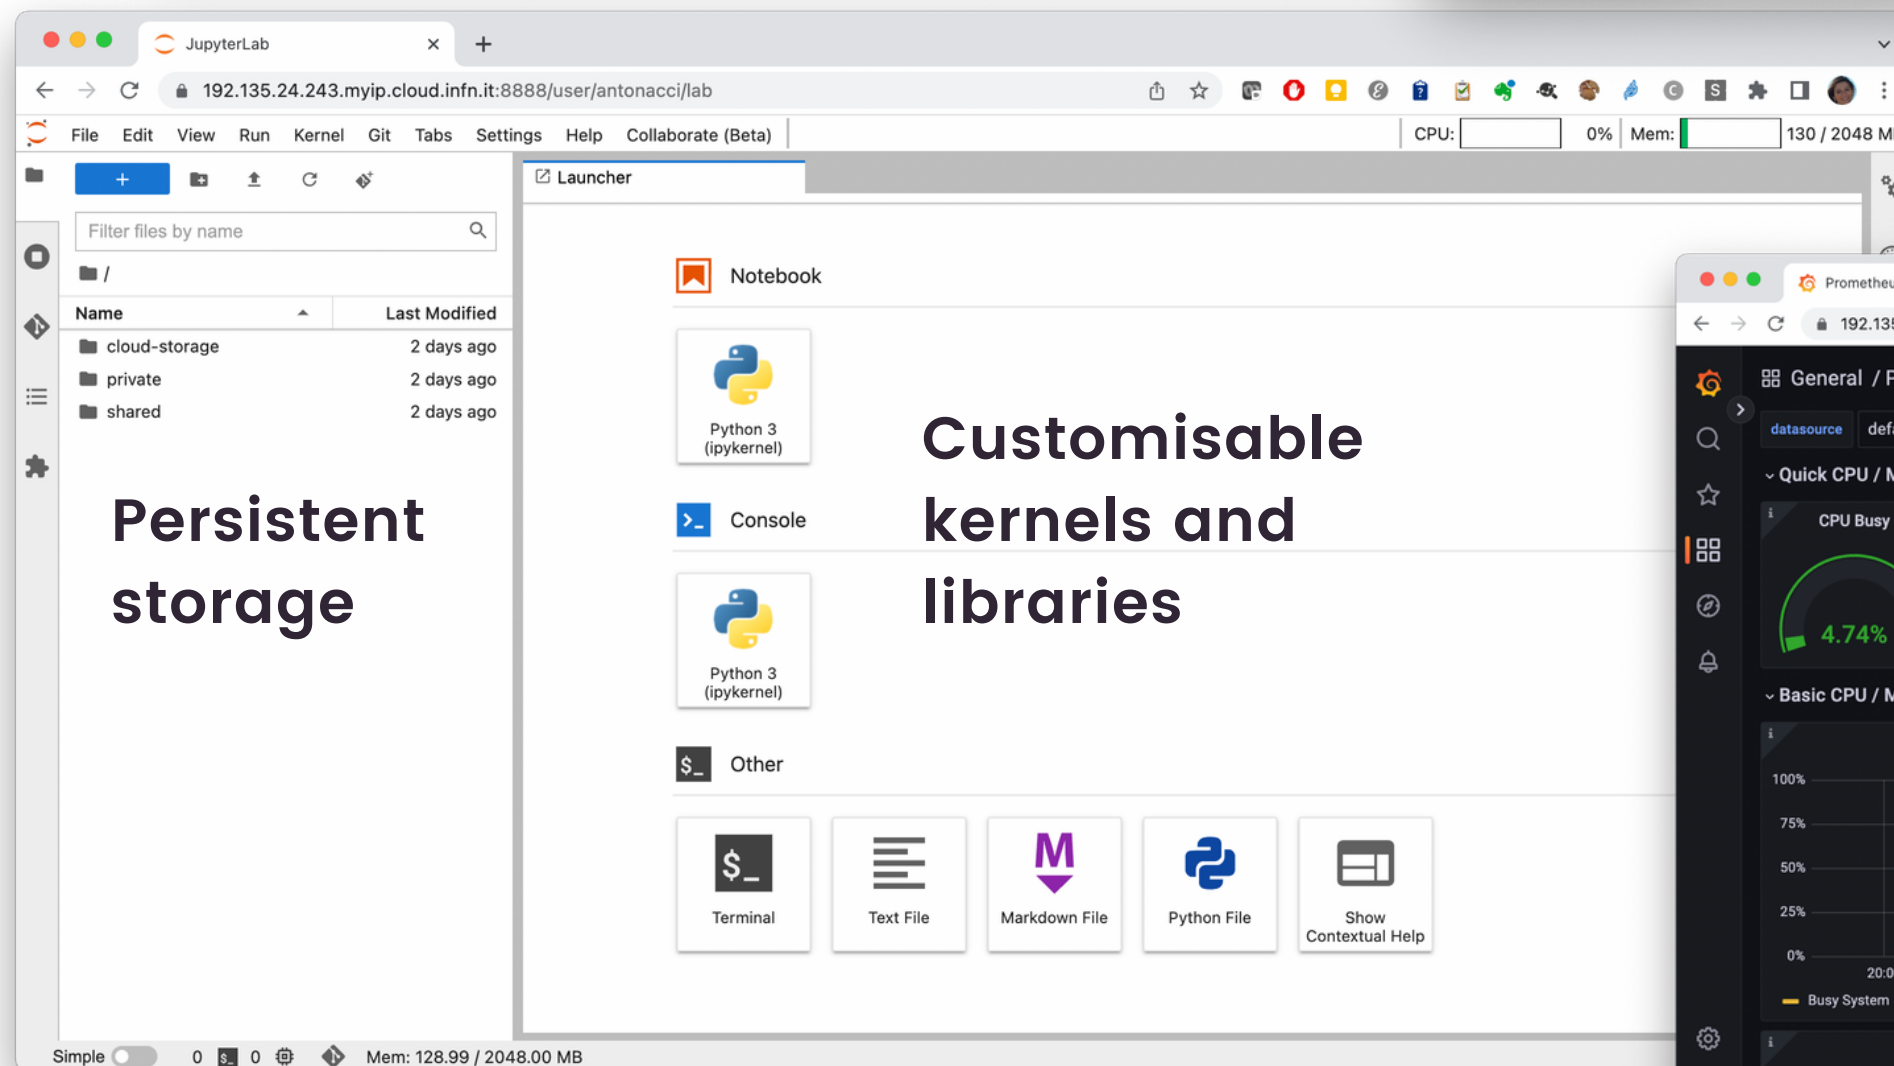 JupyterLab
192.135.24.243.myip.cloud.infn.it:8888/user/antonacci/lab
File Edit View Run Kernel Git Tabs Settings Help Collaborate (Beta)
CPU: 0% Mem: 130 / 2048
Launcher
Filter files by name
/
Name Last Modified
cloud-storage 2 days ago
private 2 days ago
shared 2 days ago
Persistent
storage
Notebook
Python 3
(ipykernel)
Console
Python 3
(ipykernel)
Other
$_
Terminal
Text File
Markdown File
Python File
Show
Contextual Help
Customisable
kernels and
libraries
Simple 0 $_ 0 Mem: 128.99 / 2048.00 MB
192.135
General /
datasource
Quick CPU /
CPU Busy
4.74%
Basic CPU /
100%
75%
50%
25%
0%
Busy System